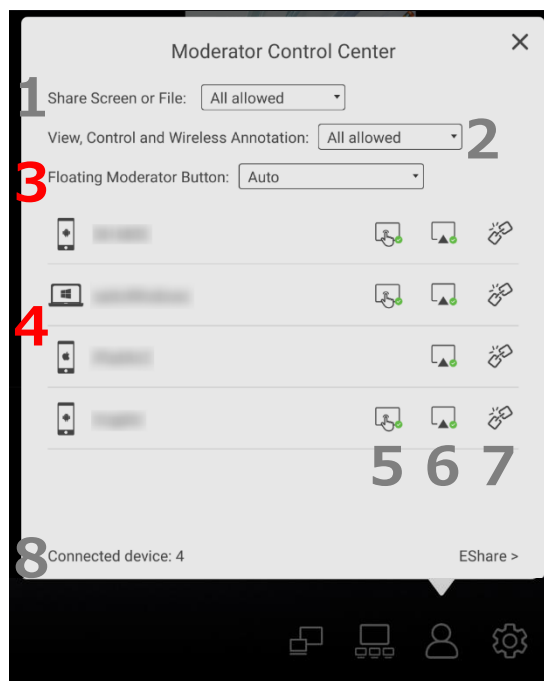 Moderator Control Center
1 Share Screen or File: All allowed
View, Control and Wireless Annotation: All allowed 2
3 Floating Moderator Button: Auto
4
5 6 7
8 Connected device: 4 EShare >